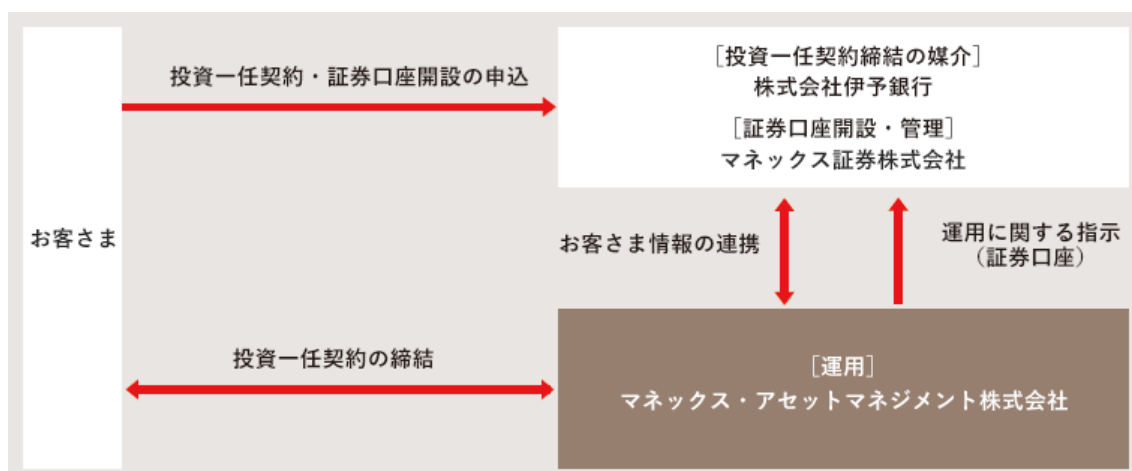 投資一任契約・証券口座開設の申込
［投資一任契約締結の媒介］
株式会社伊予銀行
［証券口座開設・管理］
マネックス証券株式会社
お客さま
お客さま情報の連携
運用に関する指示
（証券口座）
投資一任契約の締結
［運用］
マネックス・アセットマネジメント株式会社